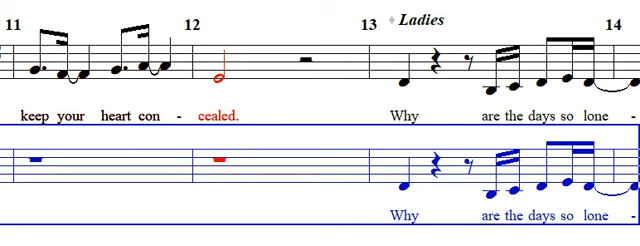 11 12 13 14
Ladies
keep your heart con - cealed. Why are the days so lone -
Why are the days so lone -